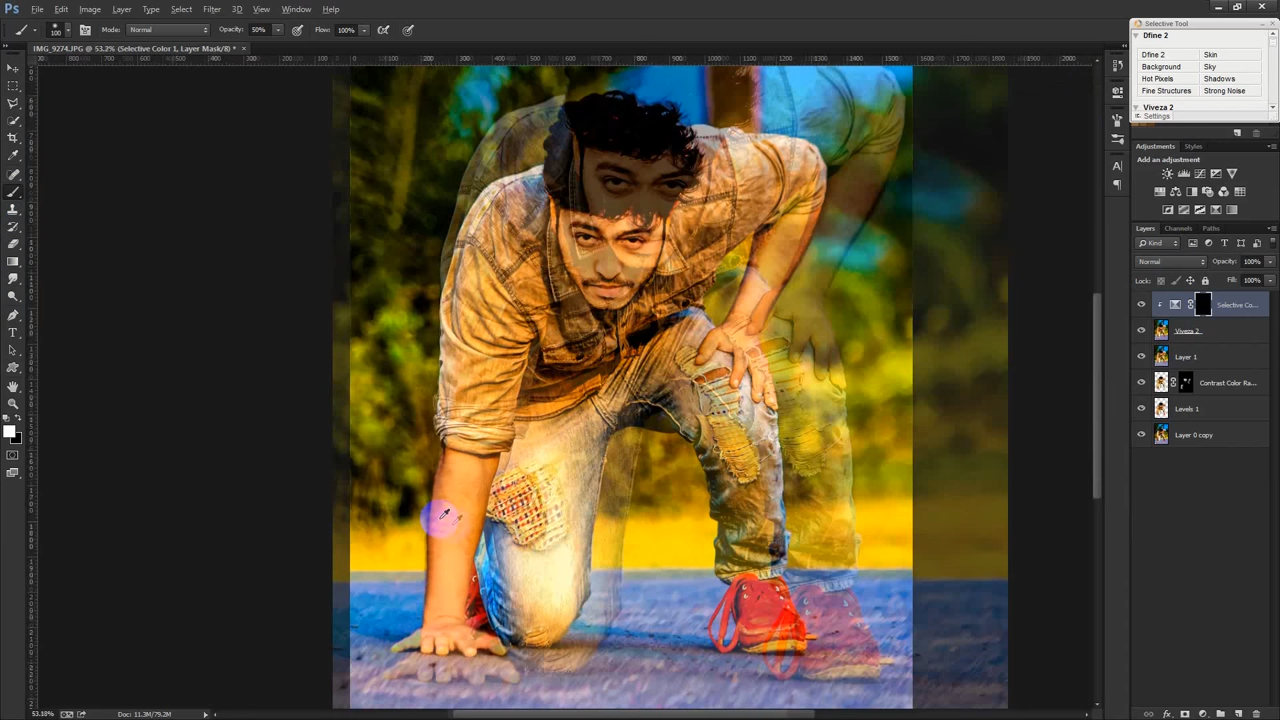 Ps File Edit Image Layer Type Select Filter 3D View Window Help
100 Mode: Normal Opacity: 50% Flow: 100%
IMG_9274.JPG @ 53.2% (Selective Color 1, Layer Mask/8) * ×
Selective Tool
Dfine 2
Dfine 2 Skin
Background Sky
Hot Pixels Shadows
Fine Structures Strong Noise
Viveza 2
Settings
Adjustments Styles
Add an adjustment
Layers Channels Paths
Kind
Normal Opacity: 100%
Lock: Fill: 100%
Selective Co...
Viveza 2
Layer 1
Contrast Color Ra...
Levels 1
Layer 0 copy
53.18% Doc: 11.3M/79.2M